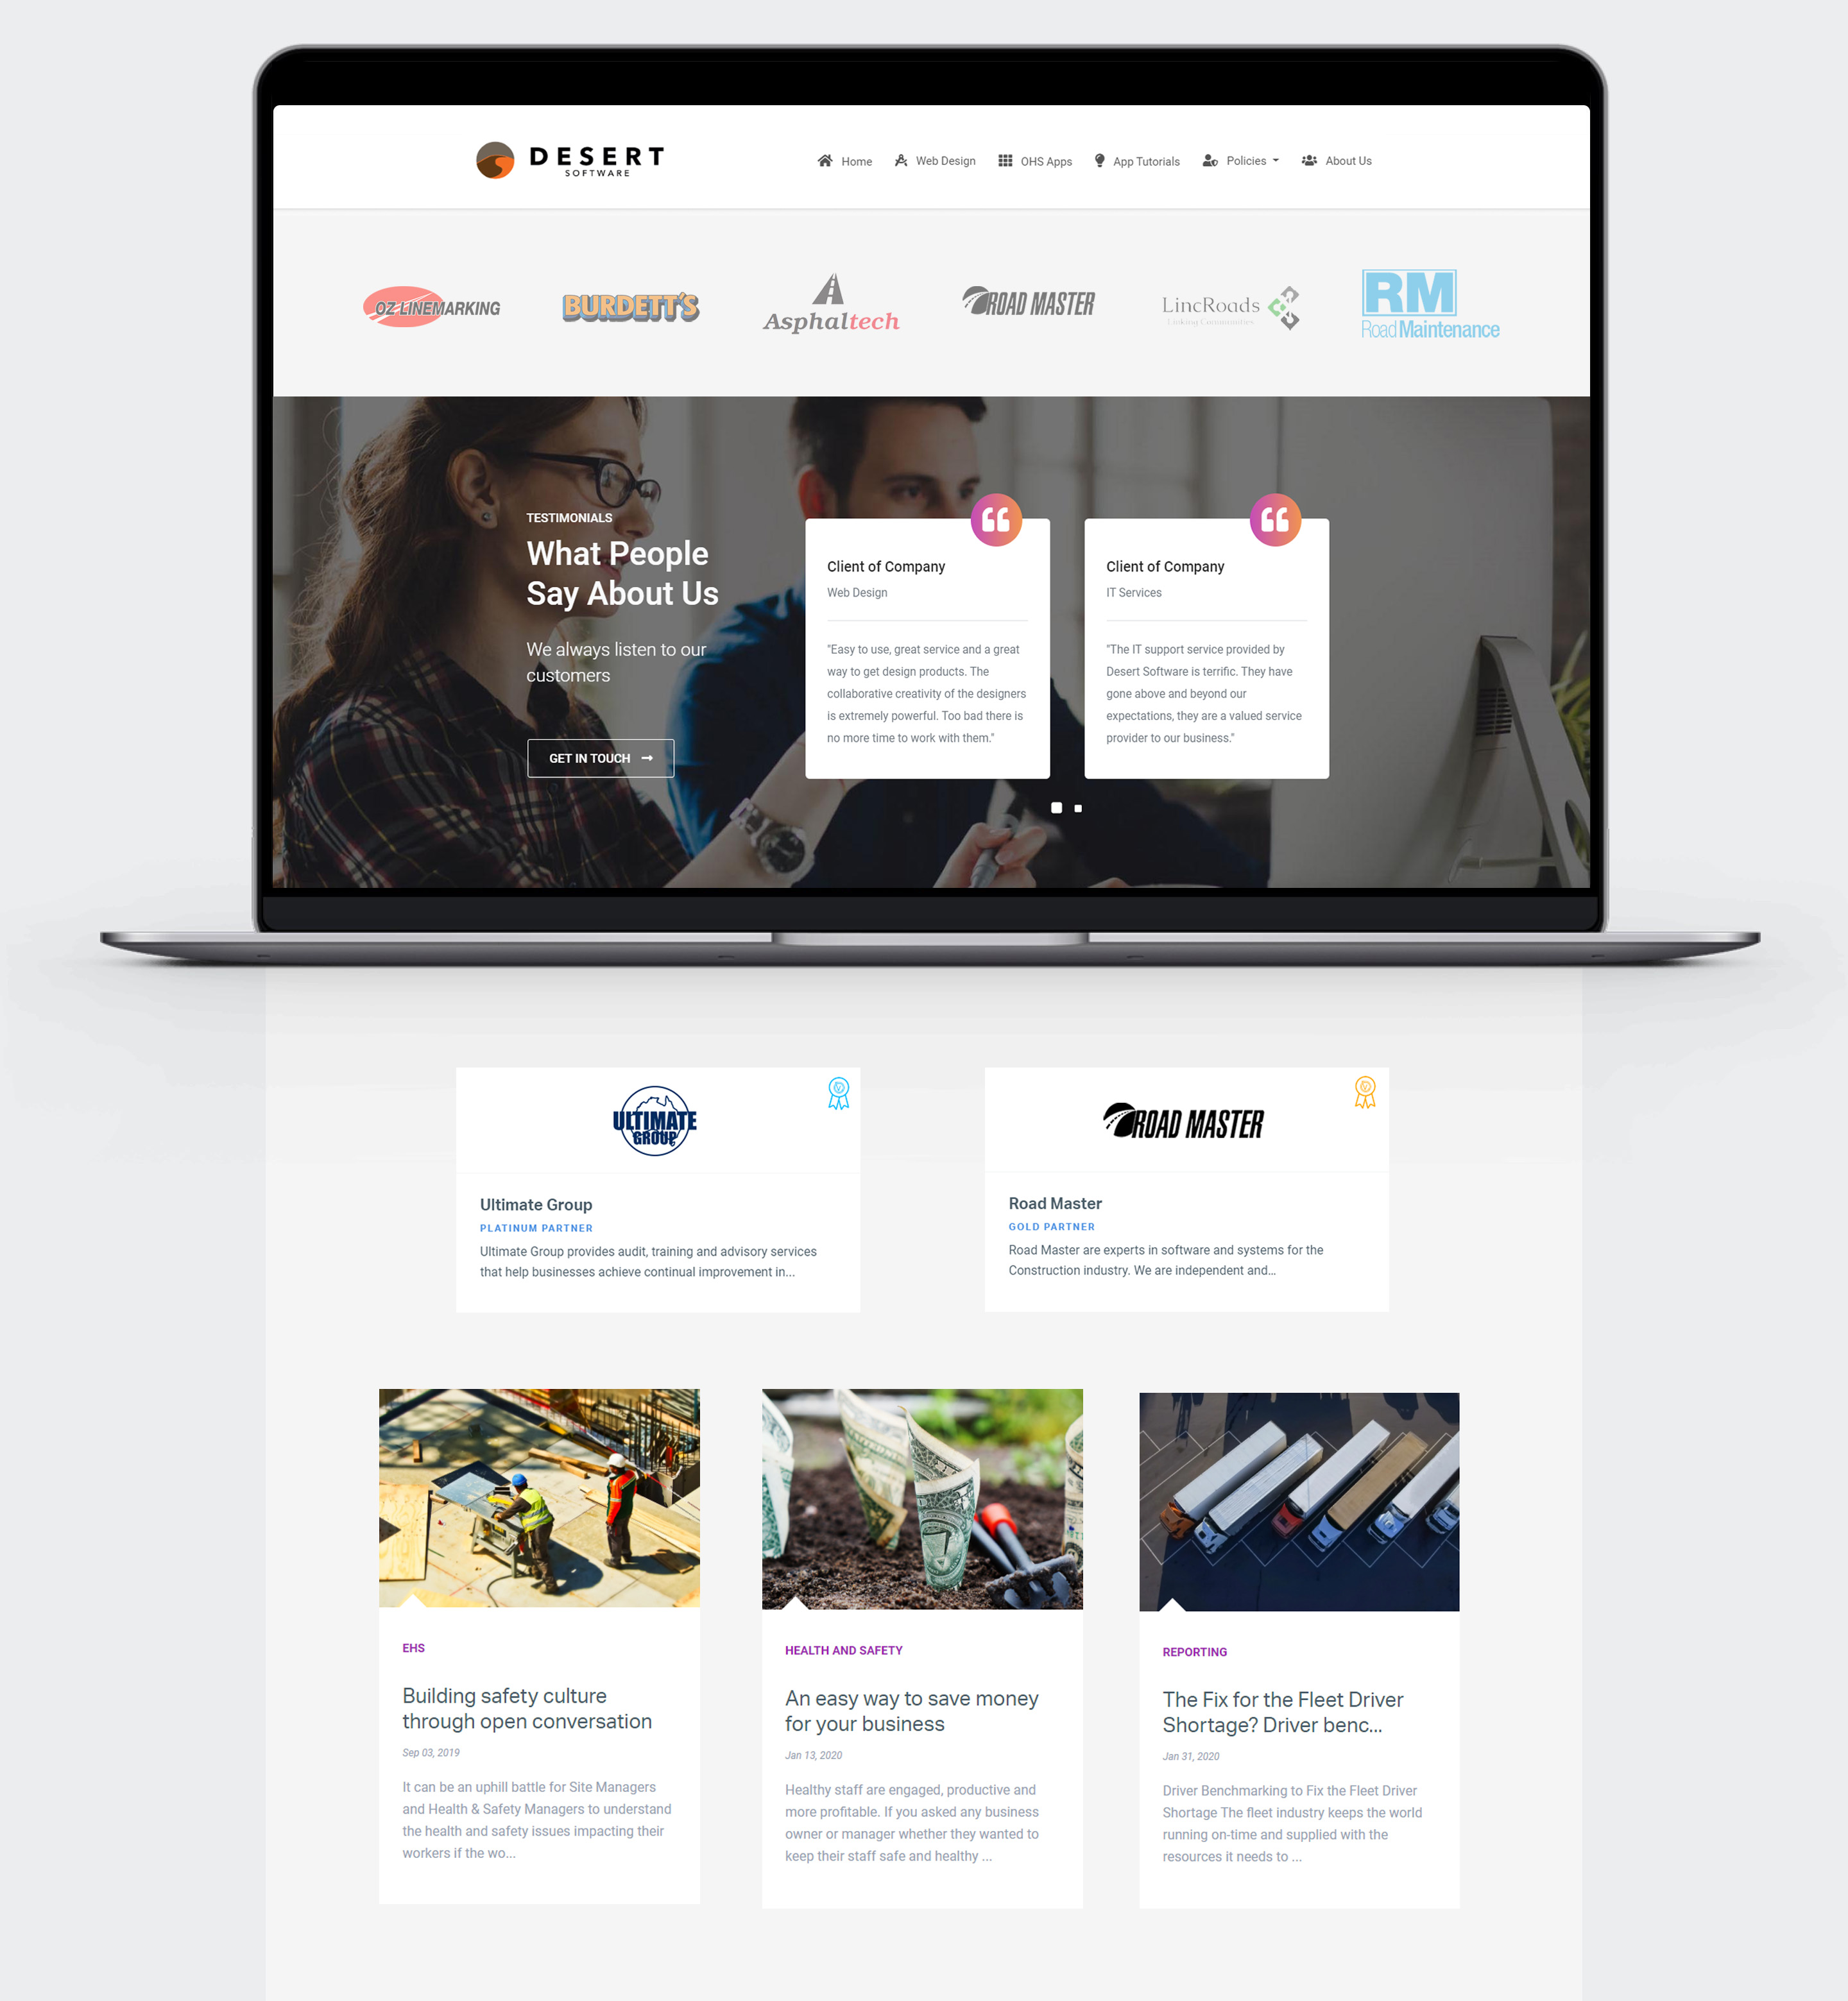 DESERT
SOFTWARE
Home
Web Design
OHS Apps
App Tutorials
Policies
About Us
OZ-LINEMARKING
BURDETT'S
Asphaltech
ROAD MASTER
LincRoads
Linking Communities
RM
RoadMaintenance
TESTIMONIALS
What People
Say About Us
We always listen to our
customers
GET IN TOUCH
Client of Company
Web Design
"Easy to use, great service and a great
way to get design products. The
collaborative creativity of the designers
is extremely powerful. Too bad there is
no more time to work with them."
Client of Company
IT Services
"The IT support service provided by
Desert Software is terrific. They have
gone above and beyond our
expectations, they are a valued service
provider to our business."
ULTIMATE
GROUP
Ultimate Group
PLATINUM PARTNER
Ultimate Group provides audit, training and advisory services
that help businesses achieve continual improvement in...
ROAD MASTER
Road Master
GOLD PARTNER
Road Master are experts in software and systems for the
Construction industry. We are independent and...
EHS
Building safety culture
through open conversation
Sep 03, 2019
It can be an uphill battle for Site Managers
and Health & Safety Managers to understand
the health and safety issues impacting their
workers if the wo...
HEALTH AND SAFETY
An easy way to save money
for your business
Jan 13, 2020
Healthy staff are engaged, productive and
more profitable. If you asked any business
owner or manager whether they wanted to
keep their staff safe and healthy ...
REPORTING
The Fix for the Fleet Driver
Shortage? Driver benc...
Jan 31, 2020
Driver Benchmarking to Fix the Fleet Driver
Shortage The fleet industry keeps the world
running on-time and supplied with the
resources it needs to ...